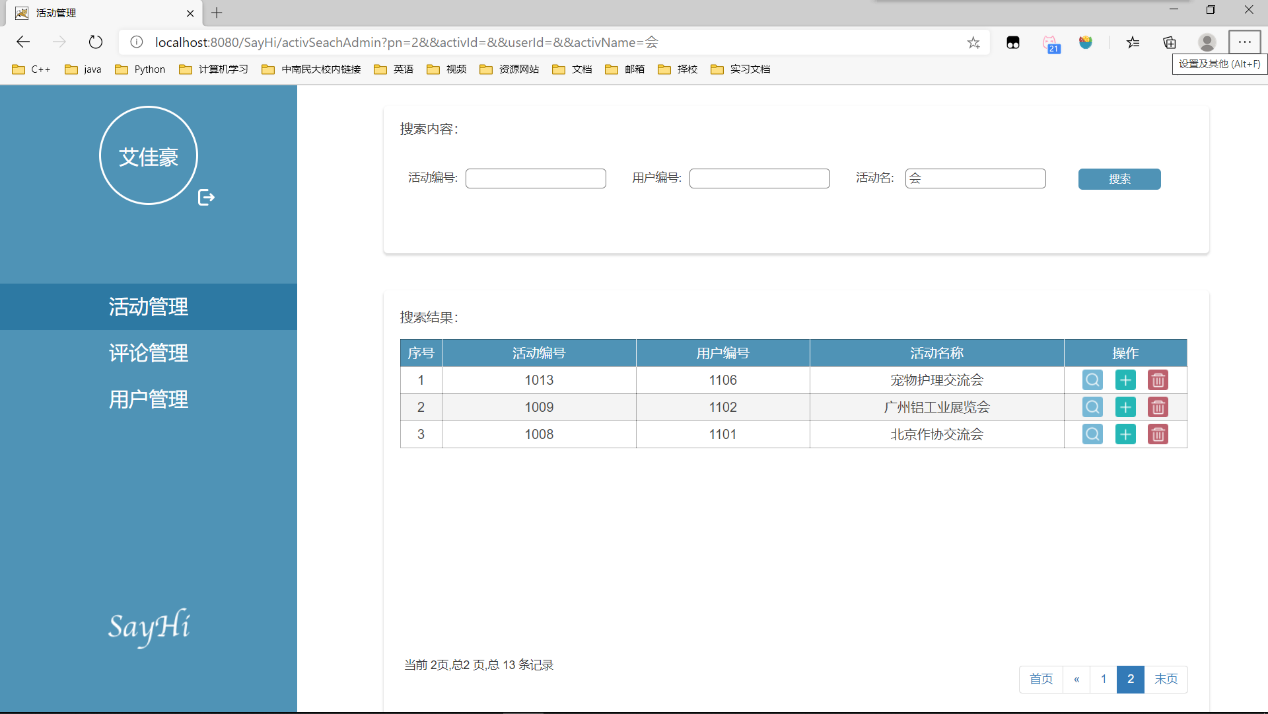 活动管理
localhost:8080/SayHi/activSeachAdmin?pn=2&&activId=&&userId=&&activName=会
21
C++ java Python 计算机学习 中南民大校内链接 英语 视频 资源网站 文档 邮箱 择校 实习文档
设置及其他 (Alt+F)
艾佳豪
活动管理
评论管理
用户管理
SayHi
搜索内容:
活动编号: 用户编号: 活动名: 会 搜索
搜索结果:
序号 活动编号 用户编号 活动名称 操作
1 1013 1106 宠物护理交流会
2 1009 1102 广州铝工业展览会
3 1008 1101 北京作协交流会
当前 2页,总2 页,总 13 条记录
首页 « 1 2 末页